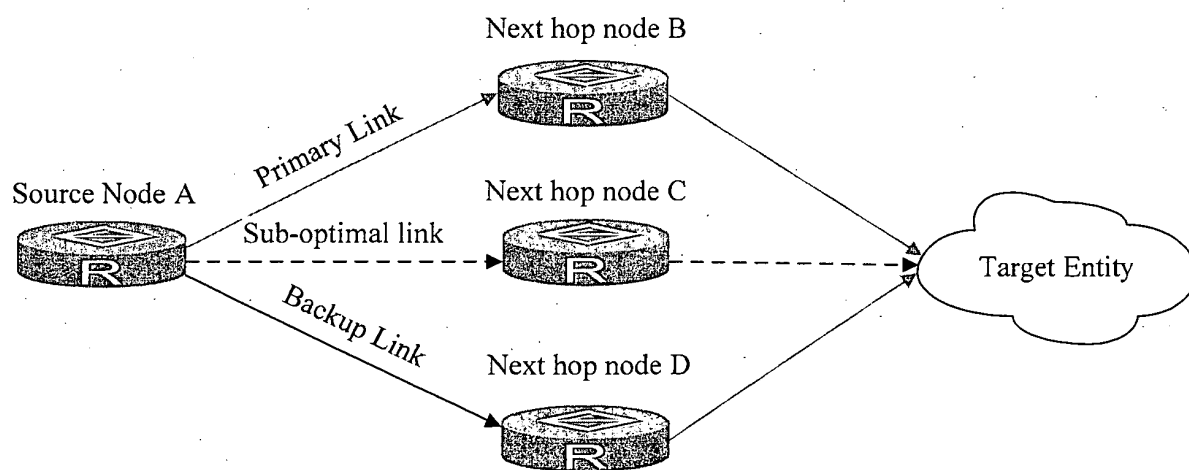 Next hop node B
R
Primary Link
Source Node A
Next hop node C
Sub-optimal link
R
R
Target Entity
Backup Link
Next hop node D
R